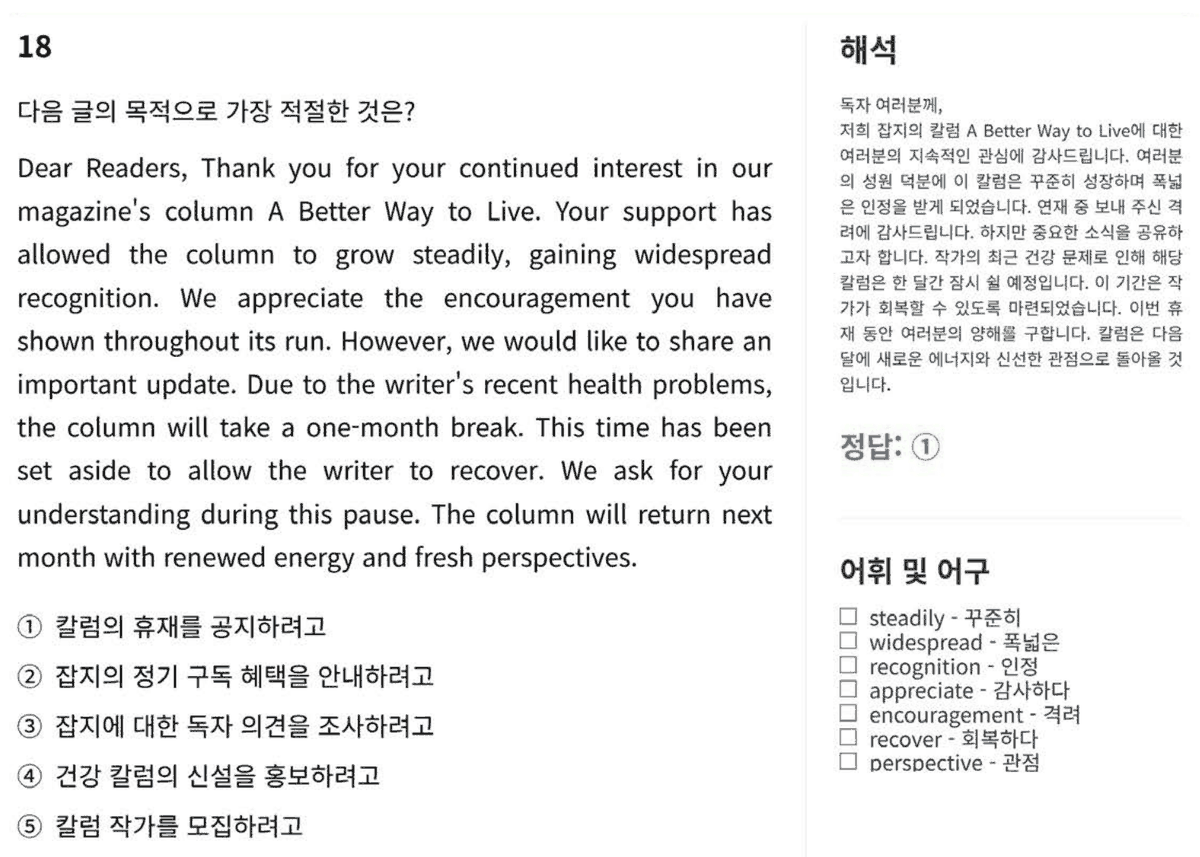 18
다음 글의 목적으로 가장 적절한 것은?
Dear Readers, Thank you for your continued interest in our
magazine's column A Better Way to Live. Your support has
allowed the column to grow steadily, gaining widespread
recognition. We appreciate the encouragement you have
shown throughout its run. However, we would like to share an
important update. Due to the writer's recent health problems,
the column will take a one-month break. This time has been
set aside to allow the writer to recover. We ask for your
understanding during this pause. The column will return next
month with renewed energy and fresh perspectives.
① 칼럼의 휴재를 공지하려고
② 잡지의 정기 구독 혜택을 안내하려고
③ 잡지에 대한 독자 의견을 조사하려고
④ 건강 칼럼의 신설을 홍보하려고
⑤ 칼럼 작가를 모집하려고
해석
독자 여러분께,
저희 잡지의 칼럼 A Better Way to Live에 대한
여러분의 지속적인 관심에 감사드립니다. 여러분
의 성원 덕분에 이 칼럼은 꾸준히 성장하며 폭넓
은 인정을 받게 되었습니다. 연재 중 보내 주신 격
려에 감사드립니다. 하지만 중요한 소식을 공유하
고자 합니다. 작가의 최근 건강 문제로 인해 해당
칼럼은 한 달간 잠시 쉴 예정입니다. 이 기간은 작
가가 회복할 수 있도록 마련되었습니다. 이번 휴
재 동안 여러분의 양해를 구합니다. 칼럼은 다음
달에 새로운 에너지와 신선한 관점으로 돌아올 것
입니다.
정답: ①
어휘 및 어구
☐ steadily - 꾸준히
☐ widespread - 폭넓은
☐ recognition - 인정
☐ appreciate - 감사하다
☐ encouragement - 격려
☐ recover - 회복하다
☐ perspective - 관점